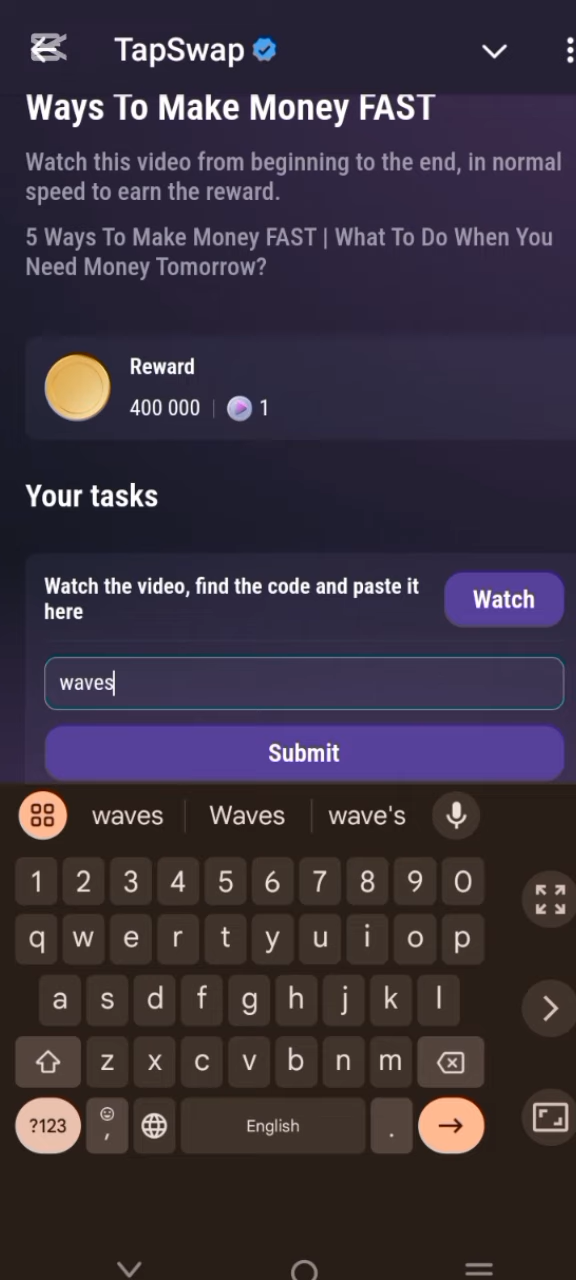 TapSwap
Ways To Make Money FAST
Watch this video from beginning to the end, in normal
speed to earn the reward.
5 Ways To Make Money FAST | What To Do When You
Need Money Tomorrow?
Reward
400 000 | 1
Your tasks
Watch the video, find the code and paste it
here
Watch
waves
Submit
waves Waves wave's
1 2 3 4 5 6 7 8 9 0
q w e r t y u i o p
a s d f g h j k l
z x c v b n m
?123 , English .